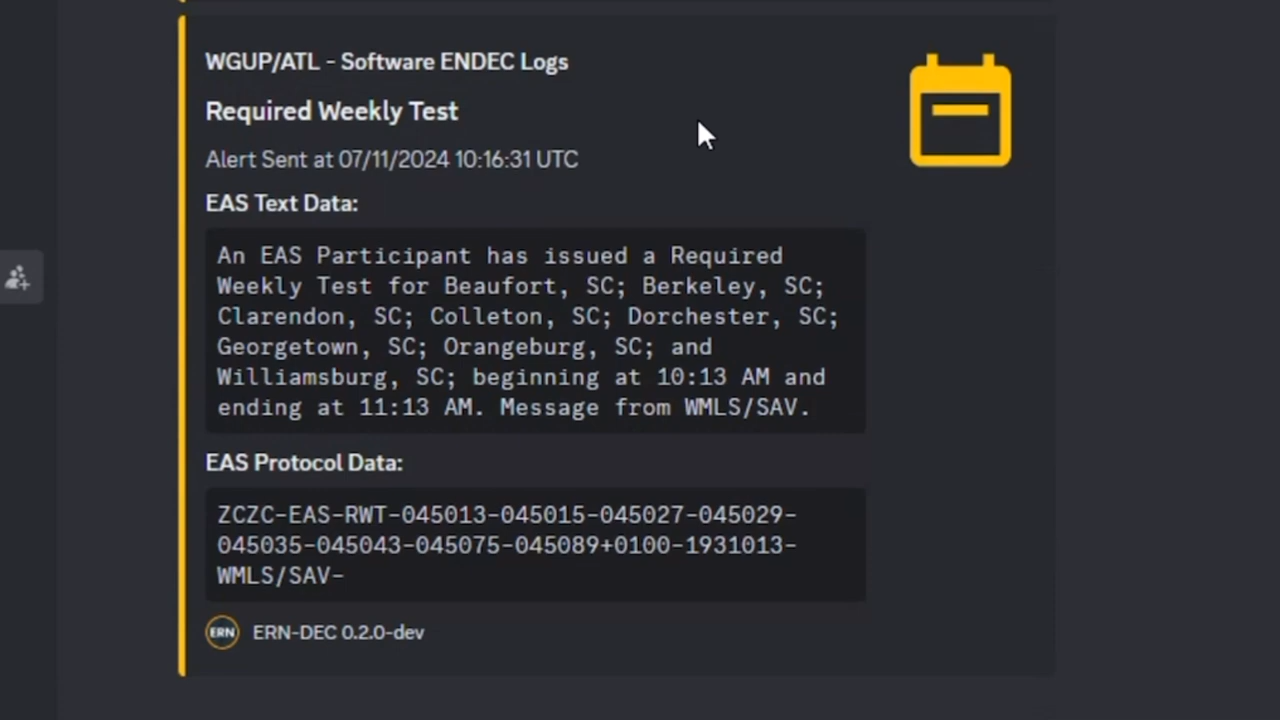 WGUP/ATL - Software ENDEC Logs
Required Weekly Test
Alert Sent at 07/11/2024 10:16:31 UTC
EAS Text Data:
An EAS Participant has issued a Required
Weekly Test for Beaufort, SC; Berkeley, SC;
Clarendon, SC; Colleton, SC; Dorchester, SC;
Georgetown, SC; Orangeburg, SC; and
Williamsburg, SC; beginning at 10:13 AM and
ending at 11:13 AM. Message from WMLS/SAV.
EAS Protocol Data:
ZCZC-EAS-RWT-045013-045015-045027-045029-
045035-045043-045075-045089+0100-1931013-
WMLS/SAV-
ERN ERN-DEC 0.2.0-dev